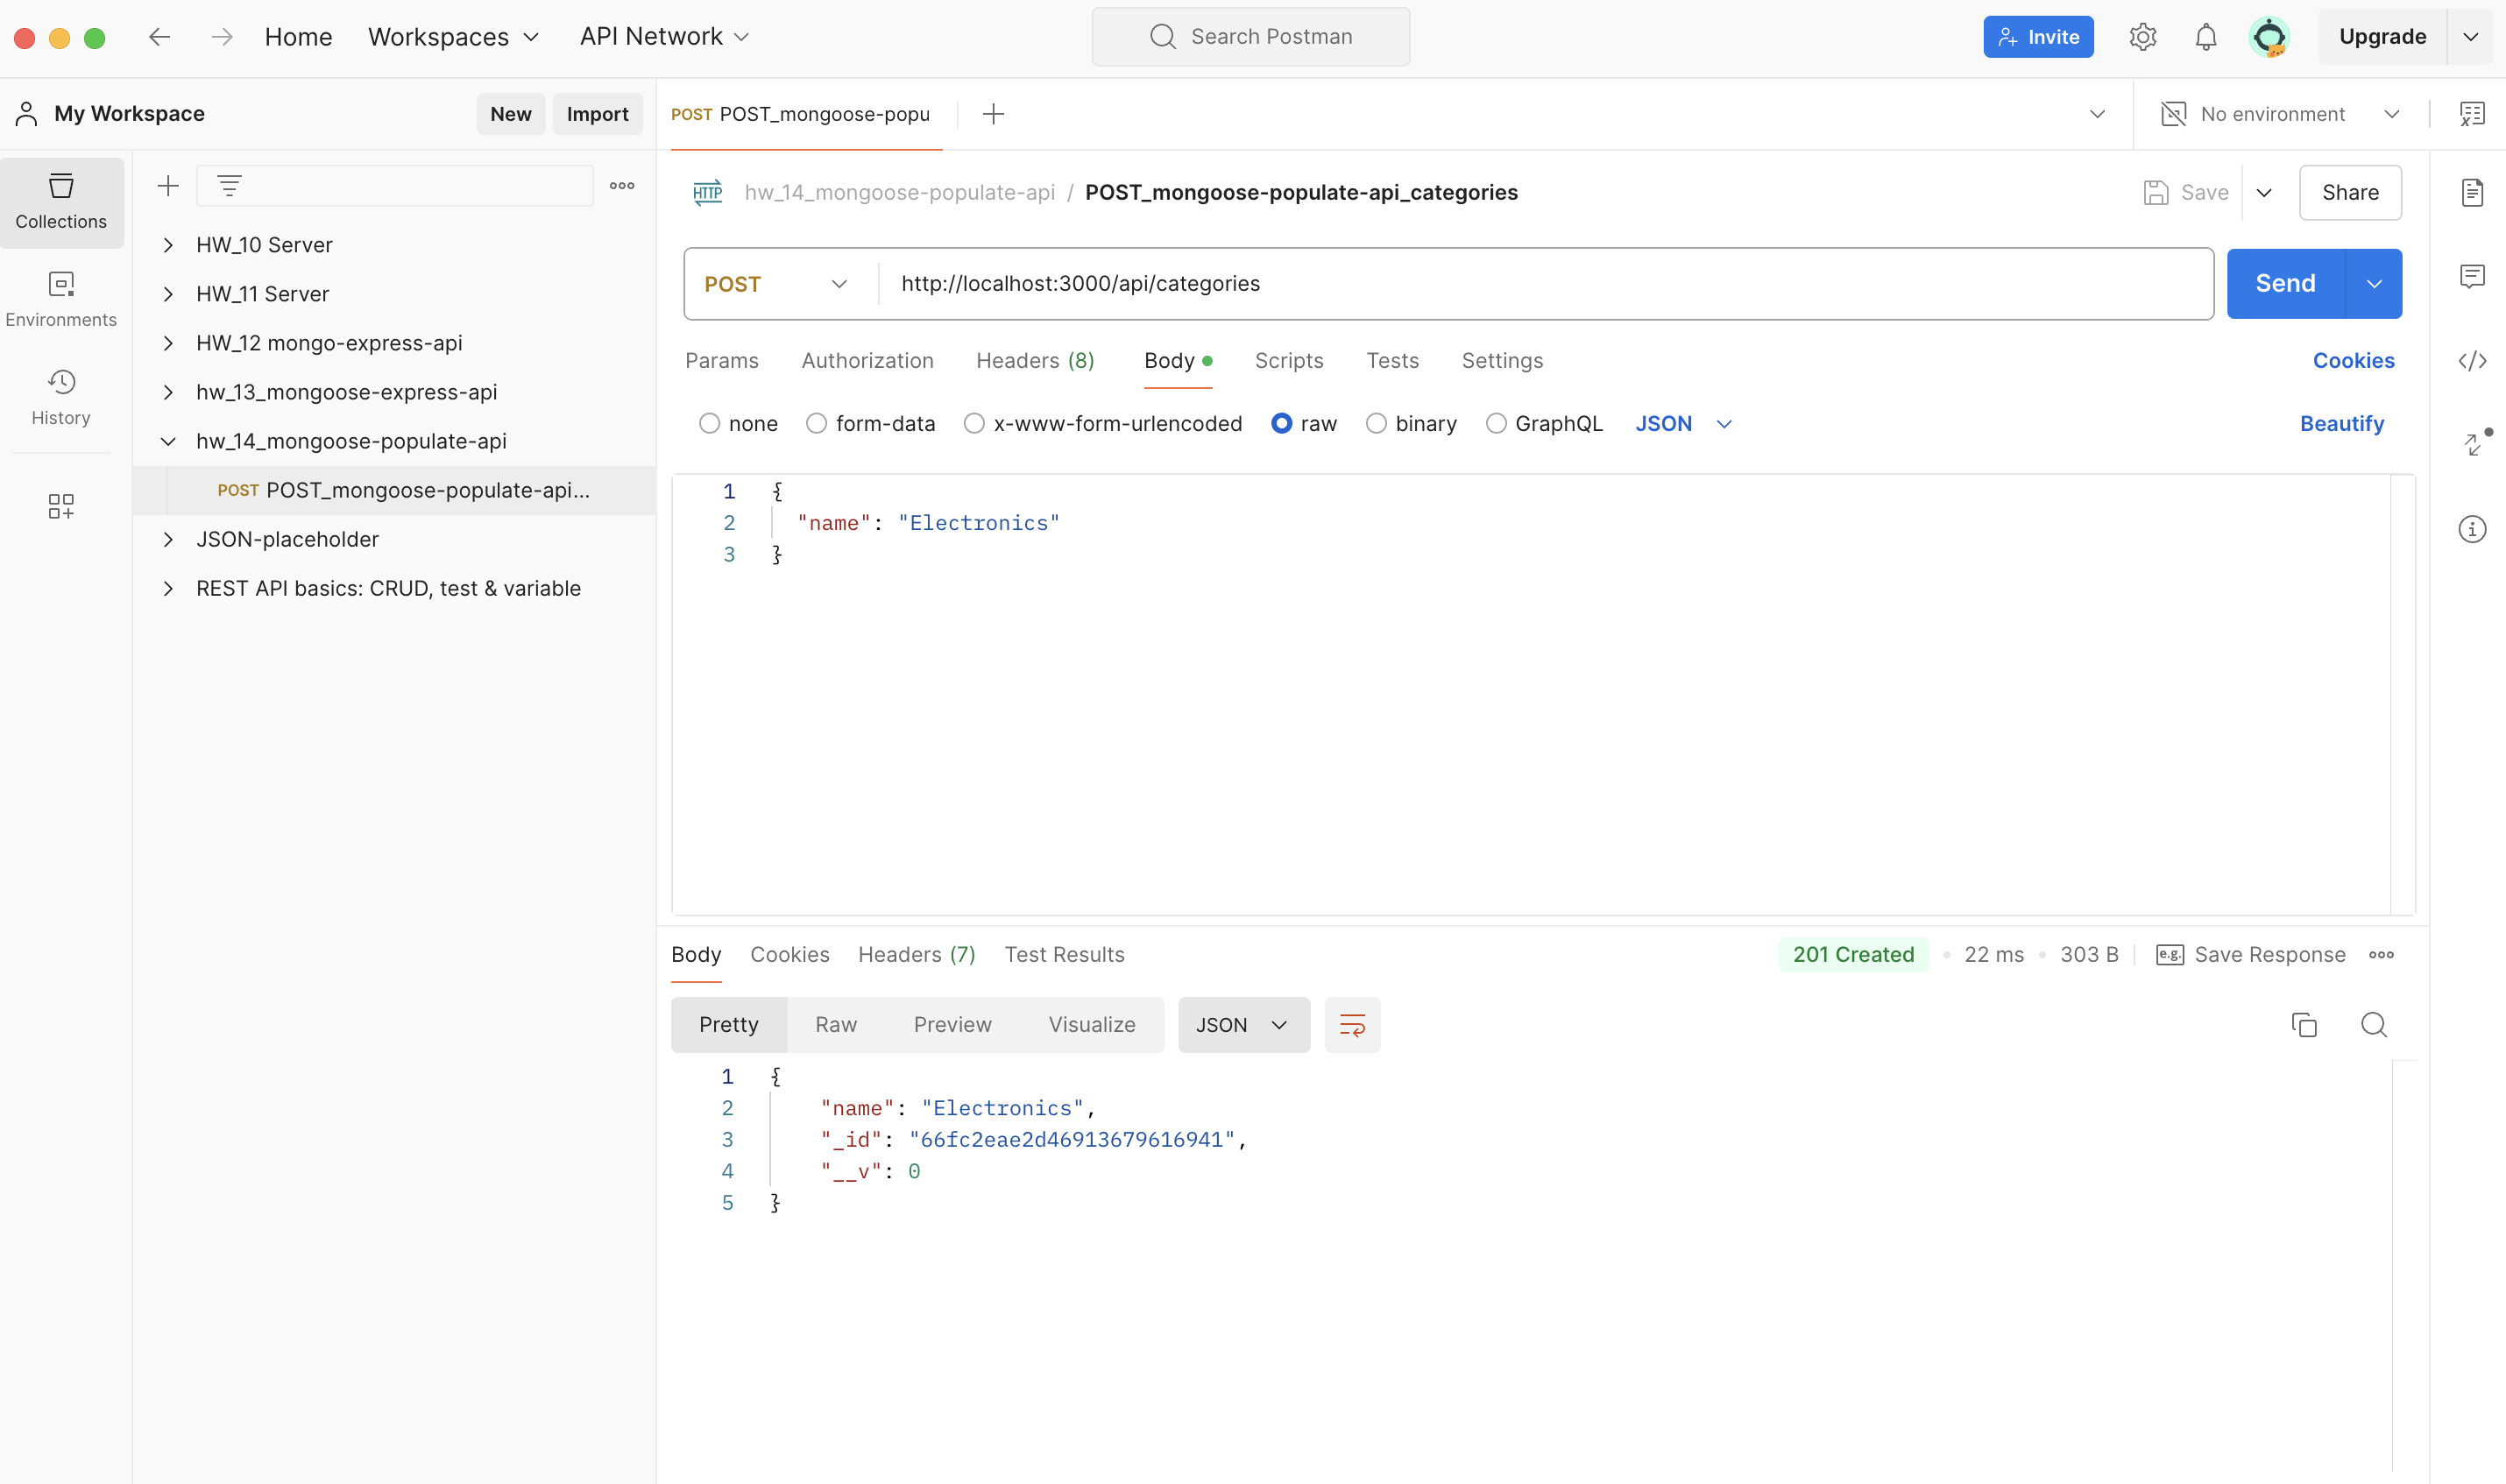 Home Workspaces API Network Search Postman Invite Upgrade
My Workspace New Import POST POST_mongoose-popu No environment
Collections
Environments
History
HW_10 Server
HW_11 Server
HW_12 mongo-express-api
hw_13_mongoose-express-api
hw_14_mongoose-populate-api
POST POST_mongoose-populate-api...
JSON-placeholder
REST API basics: CRUD, test & variable
HTTP hw_14_mongoose-populate-api / POST_mongoose-populate-api_categories Save Share
POST http://localhost:3000/api/categories Send
Params Authorization Headers (8) Body Scripts Tests Settings Cookies
none form-data x-www-form-urlencoded raw binary GraphQL JSON Beautify
1 {
2 "name": "Electronics"
3 }
Body Cookies Headers (7) Test Results 201 Created 22 ms 303 B e.g. Save Response
Pretty Raw Preview Visualize JSON
1 {
2 "name": "Electronics",
3 "_id": "66fc2eae2d46913679616941",
4 "__v": 0
5 }